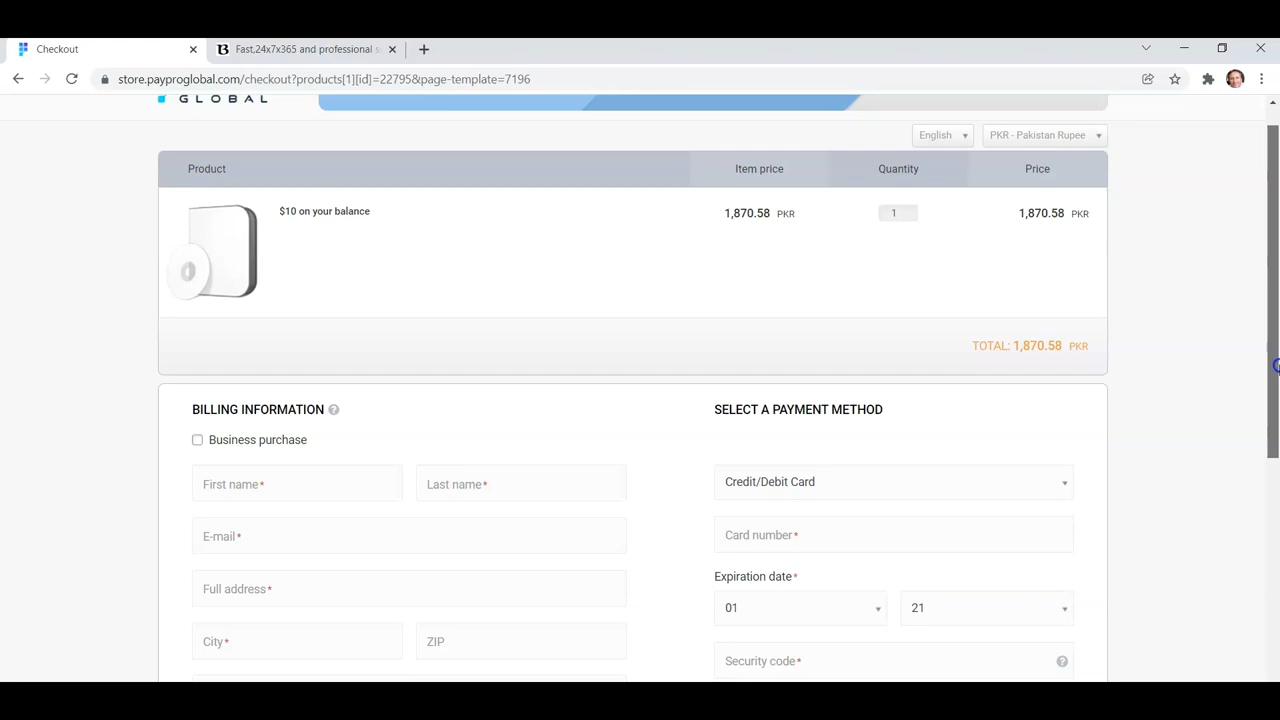 Checkout
Fast,24x7x365 and professional s
store.payproglobal.com/checkout?products[1][id]=22795&page-template=7196
GLOBAL
English
PKR - Pakistan Rupee
Product Item price Quantity Price
$10 on your balance 1,870.58 PKR 1 1,870.58 PKR
TOTAL: 1,870.58 PKR
BILLING INFORMATION ?
Business purchase
First name* Last name*
E-mail*
Full address*
City* ZIP
SELECT A PAYMENT METHOD
Credit/Debit Card
Card number*
Expiration date*
01 21
Security code* ?